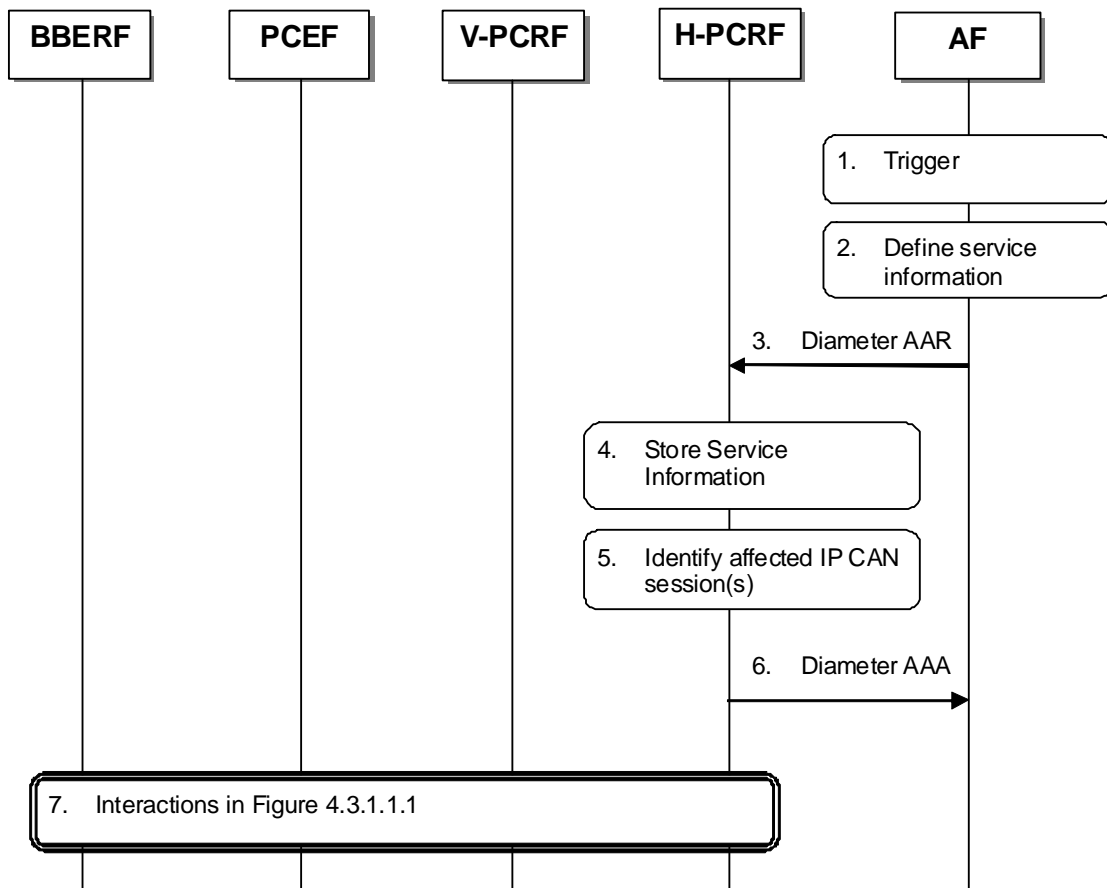 BBERF PCEF V-PCRF H-PCRF AF
1. Trigger
2. Define service
information
3. Diameter AAR
4. Store Service
Information
5. Identify affected IP CAN
session(s)
6. Diameter AAA
7. Interactions in Figure 4.3.1.1.1